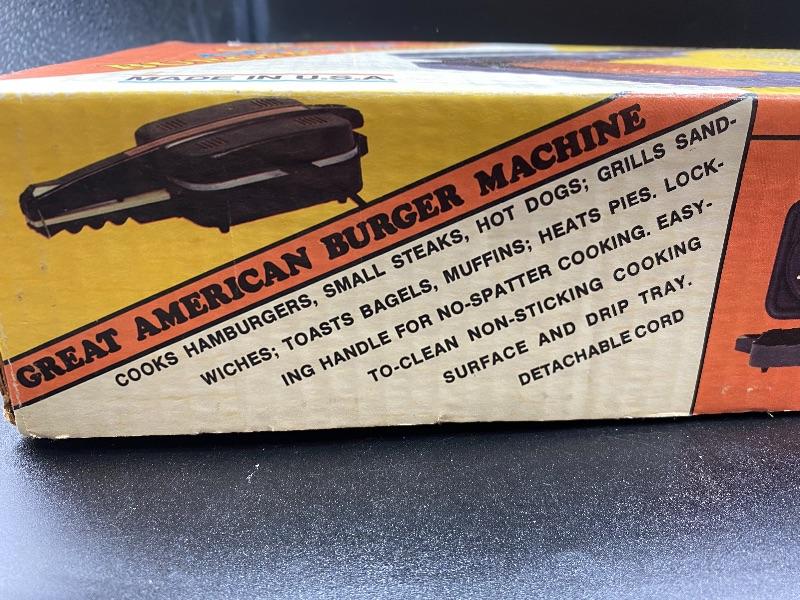 MADE IN U.S.A.
GREAT AMERICAN BURGER MACHINE
COOKS HAMBURGERS, SMALL STEAKS, HOT DOGS; GRILLS SAND-
WICHES; TOASTS BAGELS, MUFFINS; HEATS PIES. LOCK-
ING HANDLE FOR NO-SPATTER COOKING. EASY-
TO-CLEAN NON-STICKING COOKING
SURFACE AND DRIP TRAY.
DETACHABLE CORD